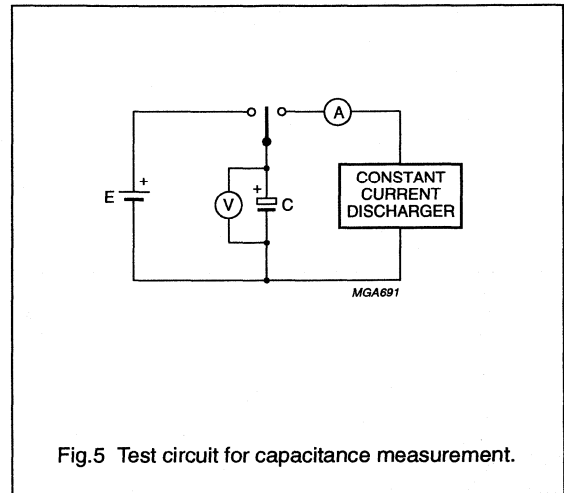 A
CONSTANT
CURRENT
DISCHARGER
+
E
+
V
C
MGA691
Fig.5 Test circuit for capacitance measurement.